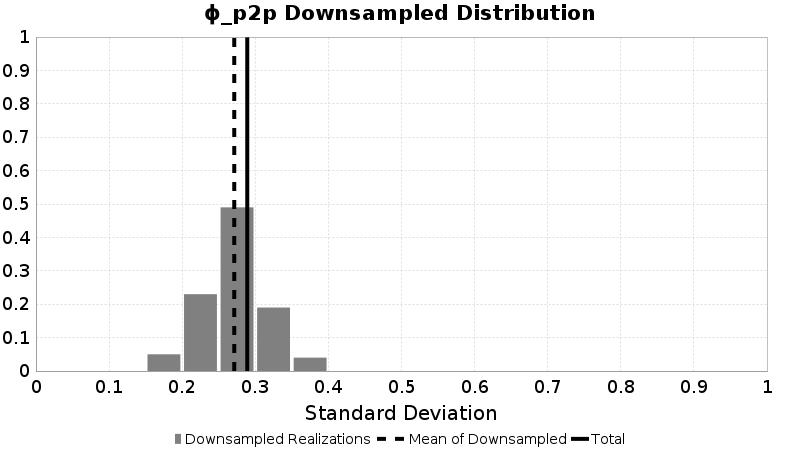 ϕ_p2p Downsampled Distribution
1
0.9
0.8
0.7
0.6
0.5
0.4
0.3
0.2
0.1
0
0 0.1 0.2 0.3 0.4 0.5 0.6 0.7 0.8 0.9 1
Standard Deviation
Downsampled Realizations Mean of Downsampled Total